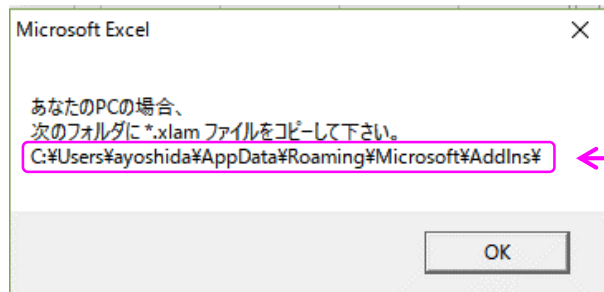 Microsoft Excel
あなたのPCの場合、
次のフォルダに *.xlam ファイルをコピーして下さい。
C:¥Users¥ayoshida¥AppData¥Roaming¥Microsoft¥AddIns¥
OK